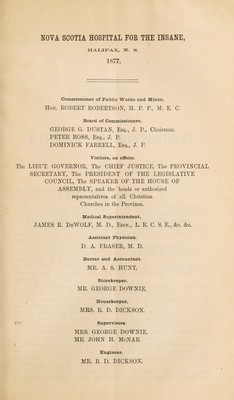 NOVA SCOTIA HOSPITAL FOR THE INSANE,
HALIFAX, N. S.
1877.
Commissioner of Public Works and Mines.
HON. ROBERT ROBERTSON, M. P. P., M. E. C.
Board of Commissioners.
GEORGE G. DUSTAN, ESQ., J. P., Chairman.
PETER ROSS, ESQ., J. P.
DOMINICK FARRELL, ESQ., J. P.
Visitors, ex officio.
The LIEUT. GOVERNOR, The CHIEF JUSTICE, The PROVINCIAL
SECRETARY, The PRESIDENT OF THE LEGISLATIVE
COUNCIL, The SPEAKER OF THE HOUSE OF
ASSEMBLY, and the heads or authorized
representatives of all Christian
Churches in the Province.
Medical Superintendent.
JAMES R. DEWOLF, M. D., EDIN., L. R. C. S. E., &c. &c.
Assistant Physician.
D. A. FRASER, M. D.
Bursar and Accountant.
MR. A. S. HUNT.
Storekeeper.
MR. GEORGE DOWNIE.
Housekeeper,
MRS. R. D. DICKSON.
Supervisors.
MRS. GEORGE DOWNIE.
MR. JOHN H. McNAB.
Engineer.
MR. R. D. DICKSON.